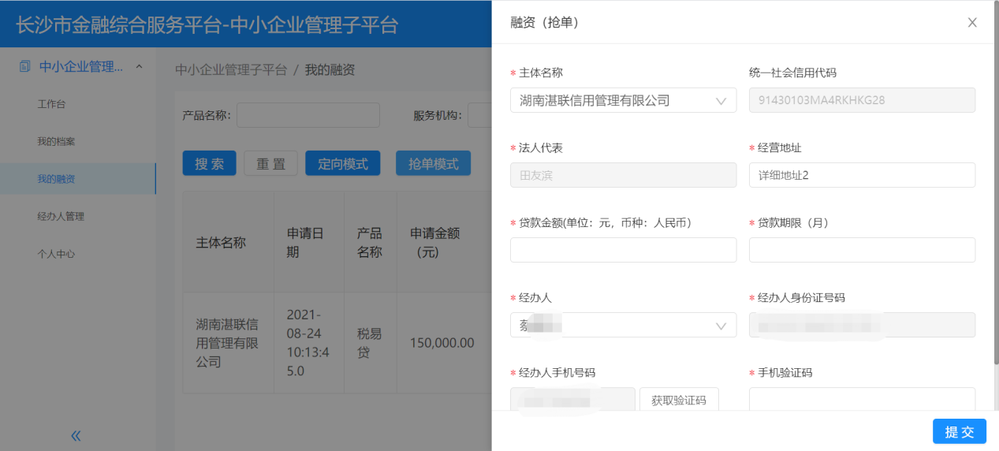 长沙市金融综合服务平台-中小企业管理子平台
中小企业管理...
工作台
我的档案
我的融资
经办人管理
个人中心
中小企业管理子平台 / 我的融资
产品名称:
服务机构:
搜 索
重 置
定向模式
抢单模式
主体名称
申请日
期
产品
名称
申请金额
(元)
湖南湛联信
用管理有限
公司
2021-
08-24
10:13:4
5.0
税易
贷
150,000.00
融资（抢单）
* 主体名称
统一社会信用代码
湖南湛联信用管理有限公司
91430103MA4RKHKG28
* 法人代表
* 经营地址
田友滨
详细地址2
* 贷款金额(单位：元，币种：人民币）
* 贷款期限（月）
* 经办人
* 经办人身份证号码
* 经办人手机号码
* 手机验证码
获取验证码
提 交